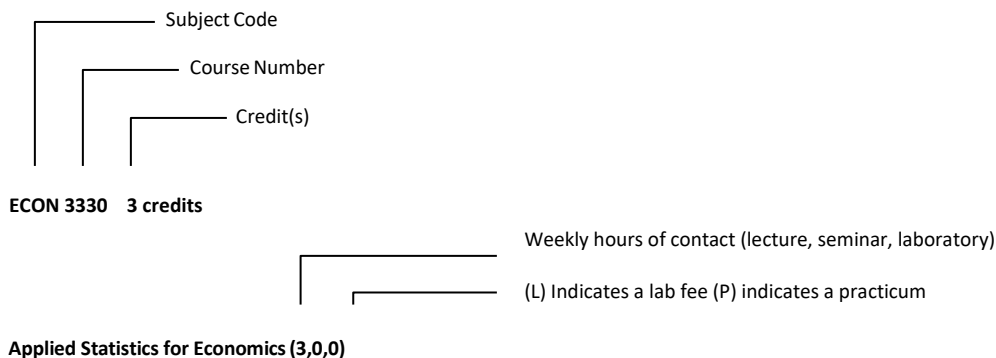 Subject Code
Course Number
Credit(s)
ECON 3330 3 credits
Weekly hours of contact (lecture, seminar, laboratory)
(L) Indicates a lab fee (P) indicates a practicum
Applied Statistics for Economics (3,0,0)